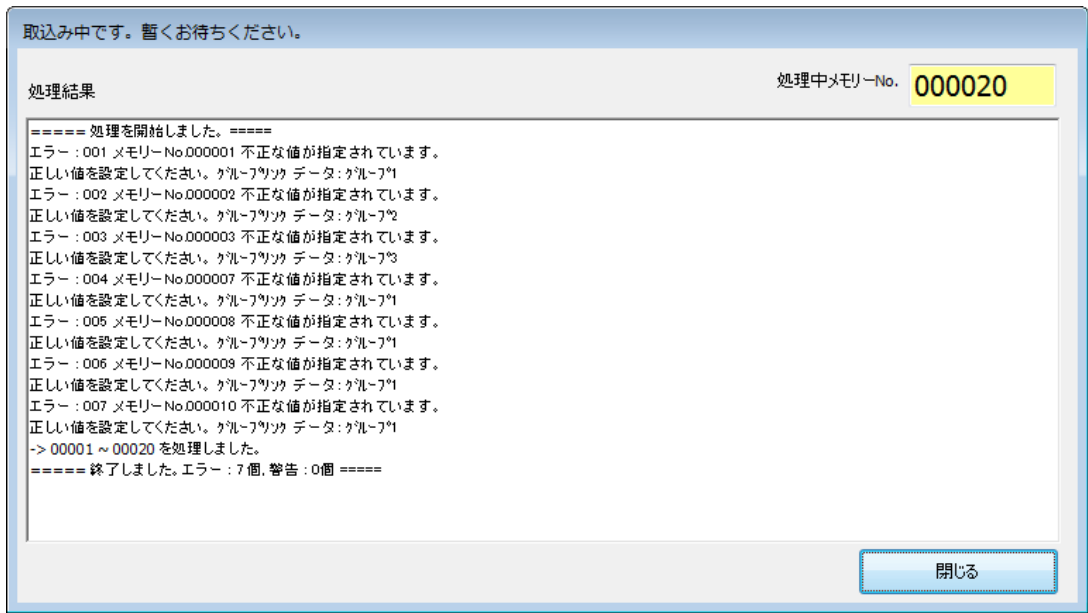 取込み中です。暫くお待ちください。
処理中メモリーNo. 000020
処理結果
===== 処理を開始しました。=====
エラー : 001 メモリーNo.000001 不正な値が指定されています。
正しい値を設定してください。グループリンク データ:グループ1
エラー : 002 メモリーNo.000002 不正な値が指定されています。
正しい値を設定してください。グループリンク データ:グループ2
エラー : 003 メモリーNo.000003 不正な値が指定されています。
正しい値を設定してください。グループリンク データ:グループ3
エラー : 004 メモリーNo.000007 不正な値が指定されています。
正しい値を設定してください。グループリンク データ:グループ1
エラー : 005 メモリーNo.000008 不正な値が指定されています。
正しい値を設定してください。グループリンク データ:グループ1
エラー : 006 メモリーNo.000009 不正な値が指定されています。
正しい値を設定してください。グループリンク データ:グループ1
エラー : 007 メモリーNo.000010 不正な値が指定されています。
正しい値を設定してください。グループリンク データ:グループ1
-> 00001 ~ 00020 を処理しました。
===== 終了しました。エラー : 7個, 警告 : 0個 =====
閉じる